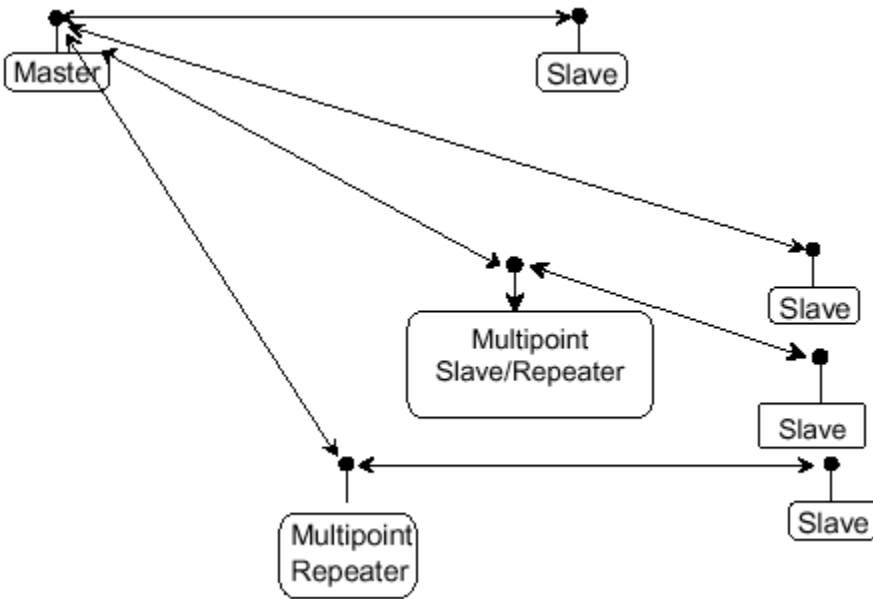 Master
Slave
Slave
Multipoint
Slave/Repeater
Slave
Slave
Multipoint
Repeater